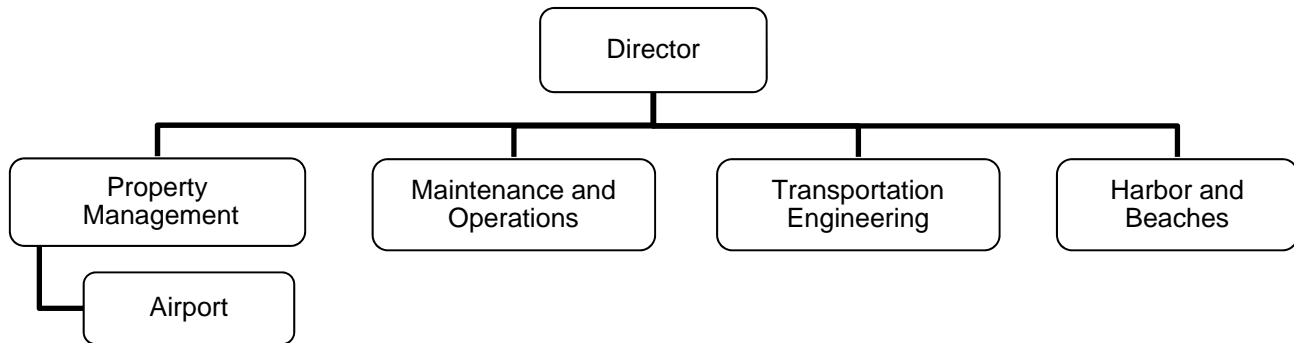 Director
Property
Management
Maintenance and
Operations
Transportation
Engineering
Harbor and
Beaches
Airport